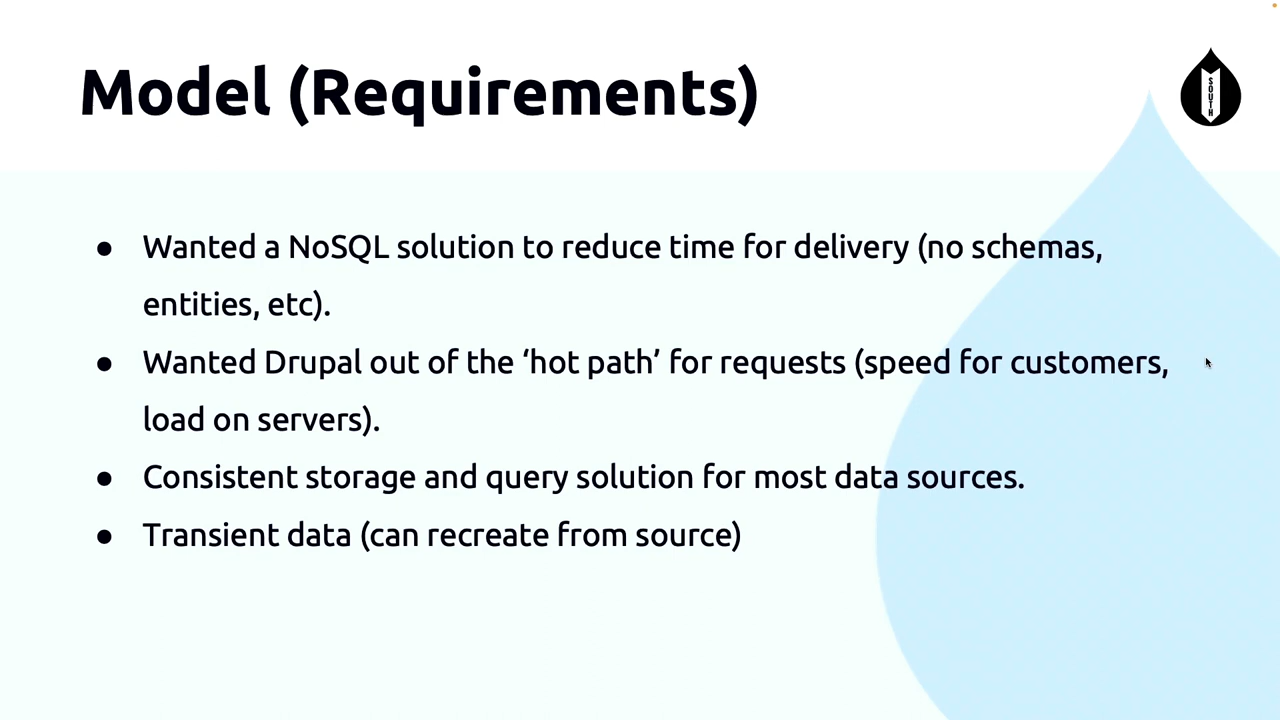 Model (Requirements)
SOUTH
● Wanted a NoSQL solution to reduce time for delivery (no schemas,
entities, etc).
● Wanted Drupal out of the ‘hot path’ for requests (speed for customers,
load on servers).
● Consistent storage and query solution for most data sources.
● Transient data (can recreate from source)